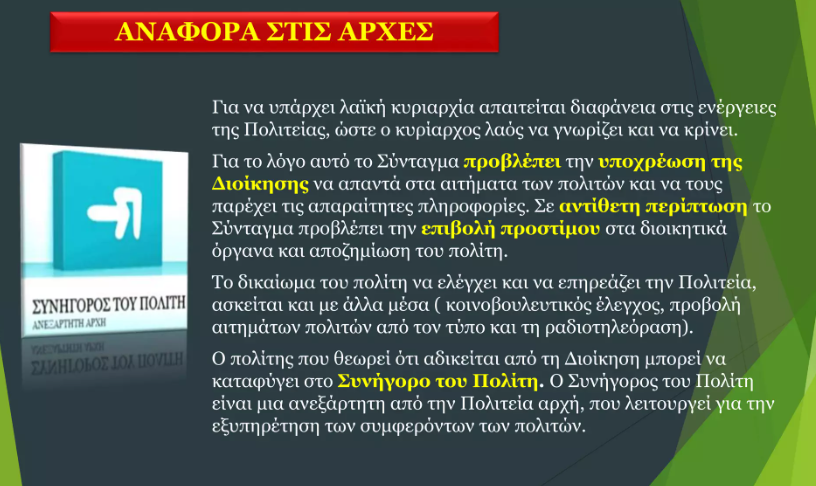 ΑΝΑΦΟΡΑ ΣΤΙΣ ΑΡΧΕΣ
Για να υπάρχει λαϊκή κυριαρχία απαιτείται διαφάνεια στις ενέργειες
της Πολιτείας, ώστε ο κυρίαρχος λαός να γνωρίζει και να κρίνει.
Για το λόγο αυτό το Σύνταγμα προβλέπει την υποχρέωση της
Διοίκησης να απαντά στα αιτήματα των πολιτών και να τους
παρέχει τις απαραίτητες πληροφορίες. Σε αντίθετη περίπτωση το
Σύνταγμα προβλέπει την επιβολή προστίμου στα διοικητικά
όργανα και αποζημίωση του πολίτη.
Το δικαίωμα του πολίτη να ελέγχει και να επηρεάζει την Πολιτεία,
ασκείται και με άλλα μέσα ( κοινοβουλευτικός έλεγχος, προβολή
αιτημάτων πολιτών από τον τύπο και τη ραδιοτηλεόραση).
Ο πολίτης που θεωρεί ότι αδικείται από τη Διοίκηση μπορεί να
καταφύγει στο Συνήγορο του Πολίτη. Ο Συνήγορος του Πολίτη
είναι μια ανεξάρτητη από την Πολιτεία αρχή, που λειτουργεί για την
εξυπηρέτηση των συμφερόντων των πολιτών.
ΣΥΝΗΓΟΡΟΣ ΤΟΥ ΠΟΛΙΤΗ
ΑΝΕΞΑΡΤΗΤΗ ΑΡΧΗ